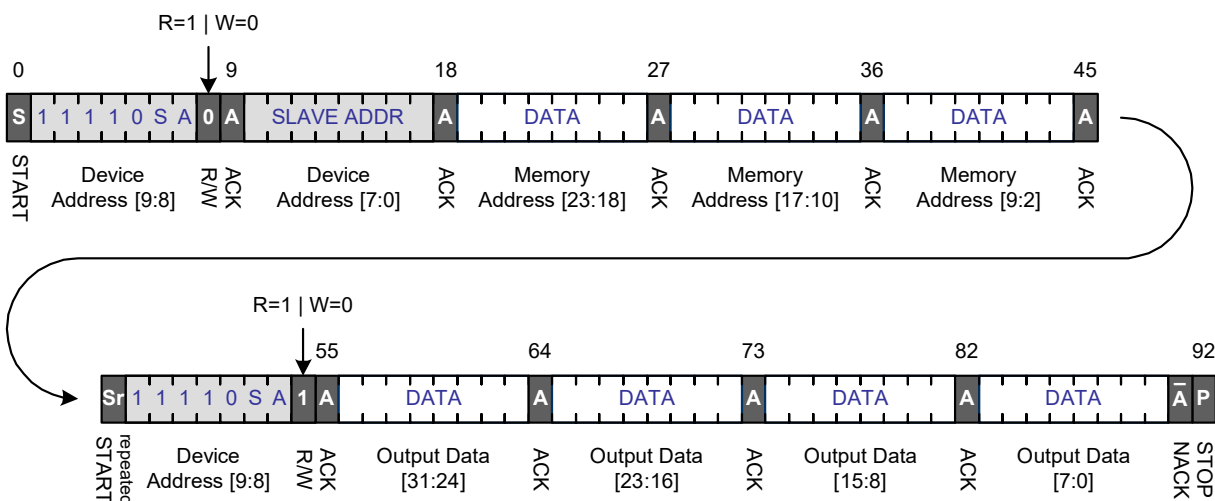 R=1 | W=0
0 9 18 27 36 45
S 1 1 1 1 0 S A 0 A SLAVE ADDR A DATA A DATA A DATA A
START
Device
Address [9:8]
R/W
ACK
Device
Address [7:0]
ACK
Memory
Address [23:18]
ACK
Memory
Address [17:10]
ACK
Memory
Address [9:2]
ACK
R=1 | W=0
55 64 73 82 92
Sr 1 1 1 1 0 S A 1 A DATA A DATA A DATA A DATA A̅ P
repeated
START
Device
Address [9:8]
R/W
ACK
Output Data
[31:24]
ACK
Output Data
[23:16]
ACK
Output Data
[15:8]
ACK
Output Data
[7:0]
NACK
STOP